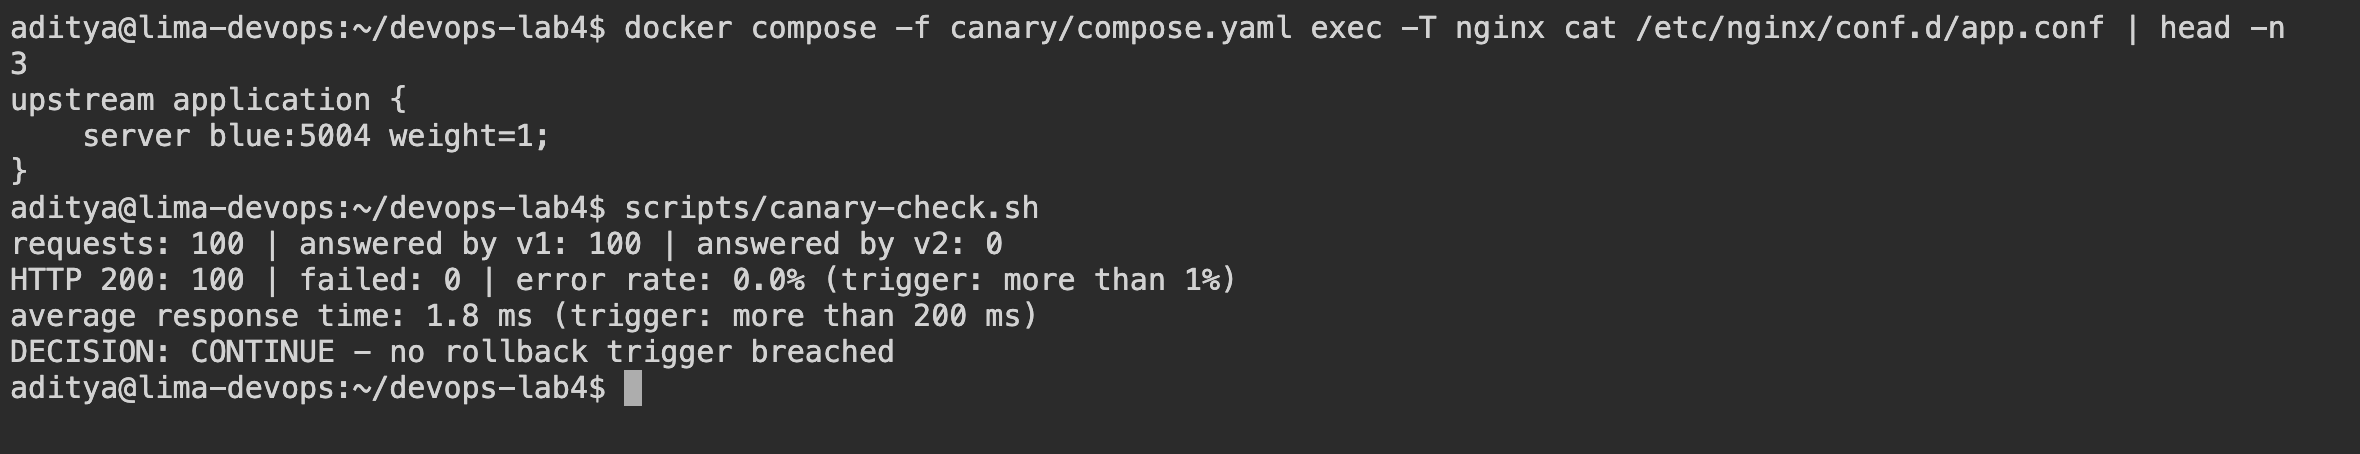 aditya@lima-devops:~/devops-lab4$ docker compose -f canary/compose.yaml exec -T nginx cat /etc/nginx/conf.d/app.conf | head -n
3
upstream application {
    server blue:5004 weight=1;
}
aditya@lima-devops:~/devops-lab4$ scripts/canary-check.sh
requests: 100 | answered by v1: 100 | answered by v2: 0
HTTP 200: 100 | failed: 0 | error rate: 0.0% (trigger: more than 1%)
average response time: 1.8 ms (trigger: more than 200 ms)
DECISION: CONTINUE - no rollback trigger breached
aditya@lima-devops:~/devops-lab4$